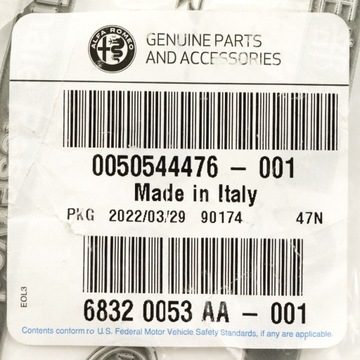 ALFA ROMEO
GENUINE PARTS
AND ACCESSORIES
0050544476 - 001
Made in Italy
PKG 2022/03/29 90174 47N
EOL3
6832 0053 AA - 001
Contents conform to U.S. Federal Motor Vehicle Safety Standards, if any are applicable.